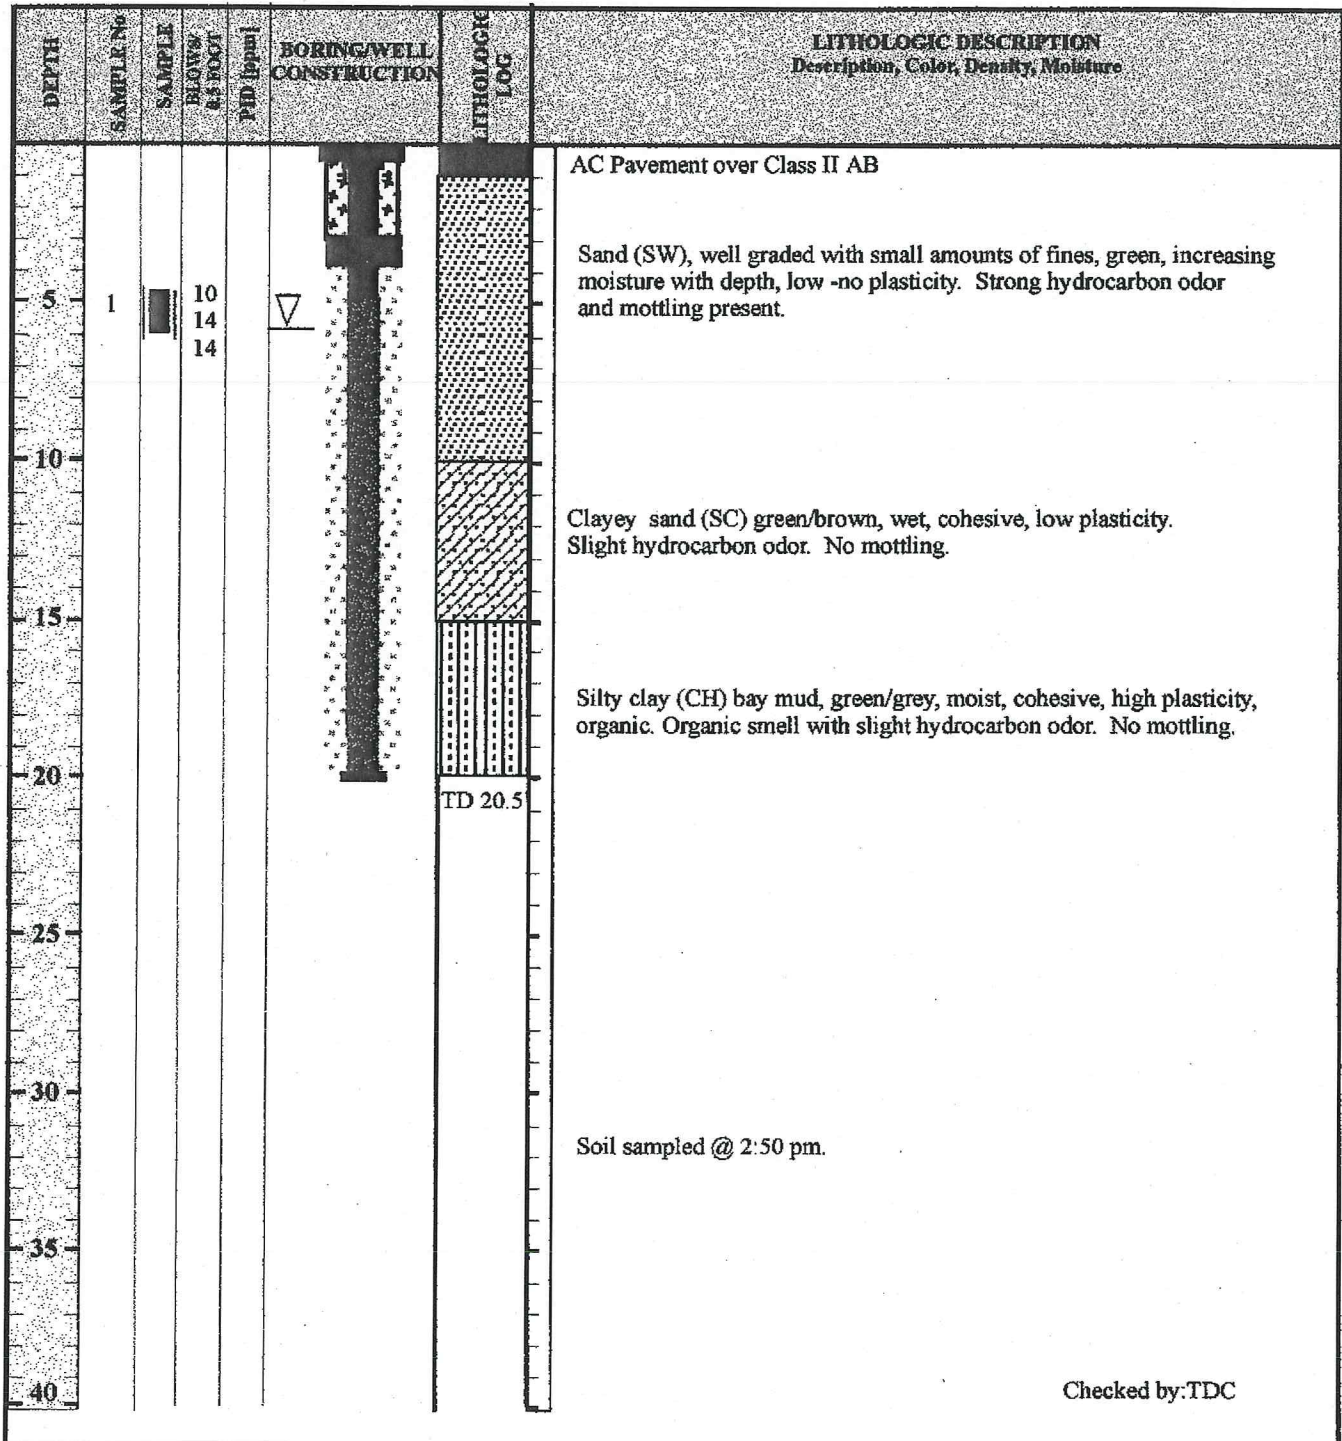 DEPTH
SAMPLE No
SAMPLE
BLOWS/
0.5 FOOT
PID [ppm]
BORING/WELL
CONSTRUCTION
LITHOLOGIC
LOG
LITHOLOGIC DESCRIPTION
Description, Color, Density, Moisture
AC Pavement over Class II AB
Sand (SW), well graded with small amounts of fines, green, increasing
moisture with depth, low -no plasticity. Strong hydrocarbon odor
and mottling present.
5
1
10
14
14
10
Clayey sand (SC) green/brown, wet, cohesive, low plasticity.
Slight hydrocarbon odor. No mottling.
15
Silty clay (CH) bay mud, green/grey, moist, cohesive, high plasticity,
organic. Organic smell with slight hydrocarbon odor. No mottling.
20
TD 20.5
25
30
Soil sampled @ 2:50 pm.
35
40
Checked by:TDC